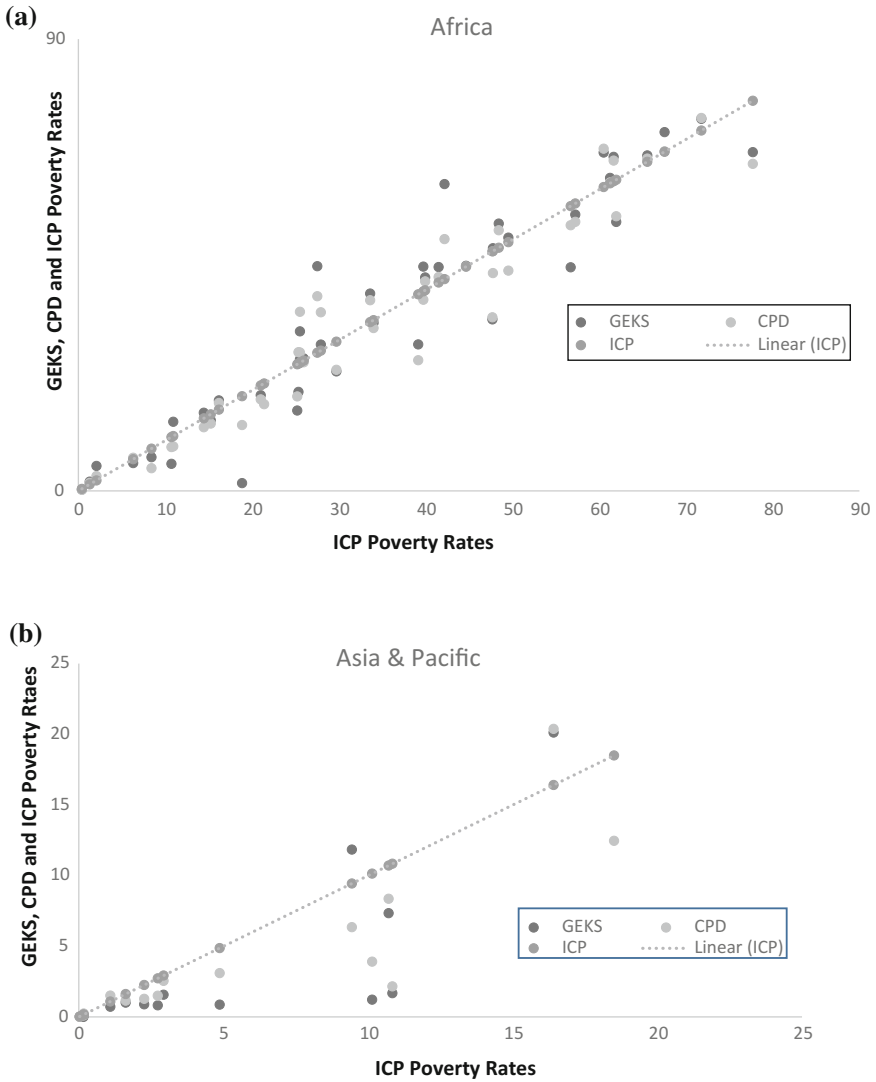 (a)
Africa
90
0
GEKS, CPD and ICP Poverty Rates
0 10 20 30 40 50 60 70 80 90
ICP Poverty Rates
GEKS CPD
ICP Linear (ICP)
(b)
Asia & Pacific
25
20
15
10
5
0
GEKS, CPD and ICP Poverty Rtaes
0 5 10 15 20 25
ICP Poverty Rates
GEKS CPD
ICP Linear (ICP)